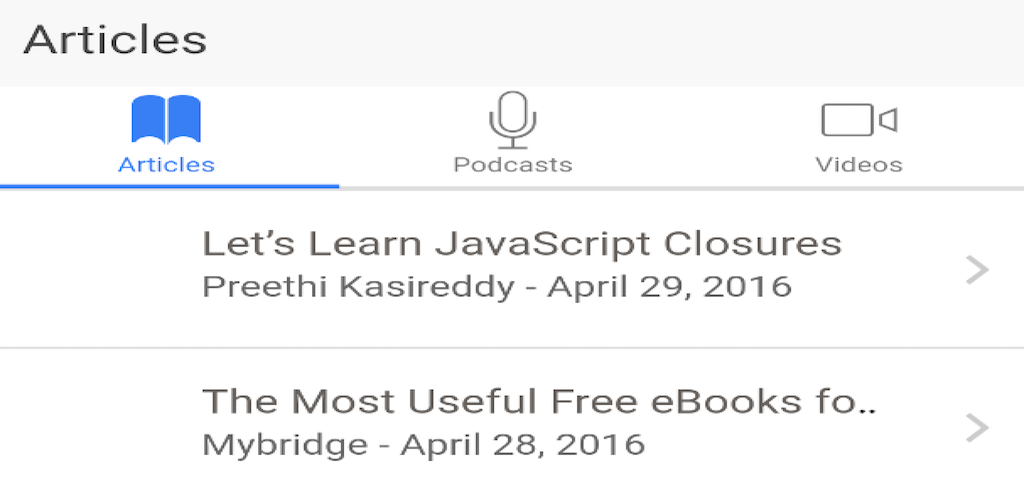 Articles
Articles
Podcasts
Videos
Let’s Learn JavaScript Closures
Preethi Kasireddy - April 29, 2016
The Most Useful Free eBooks fo..
Mybridge - April 28, 2016